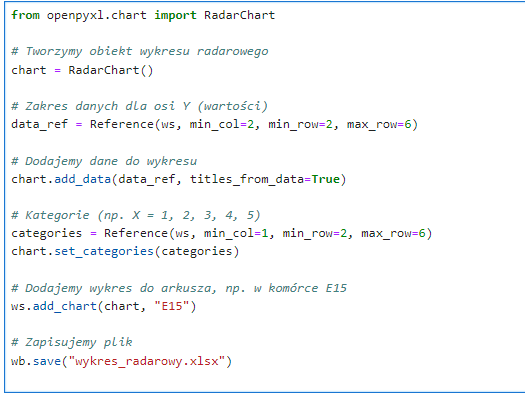 from openpyxl.chart import RadarChart
# Tworzymy obiekt wykresu radarowego
chart = RadarChart()
# Zakres danych dla osi Y (wartości)
data_ref = Reference(ws, min_col=2, min_row=2, max_row=6)
# Dodajemy dane do wykresu
chart.add_data(data_ref, titles_from_data=True)
# Kategorie (np. X = 1, 2, 3, 4, 5)
categories = Reference(ws, min_col=1, min_row=2, max_row=6)
chart.set_categories(categories)
# Dodajemy wykres do arkusza, np. w komórce E15
ws.add_chart(chart, "E15")
# Zapisujemy plik
wb.save("wykres_radarowy.xlsx")